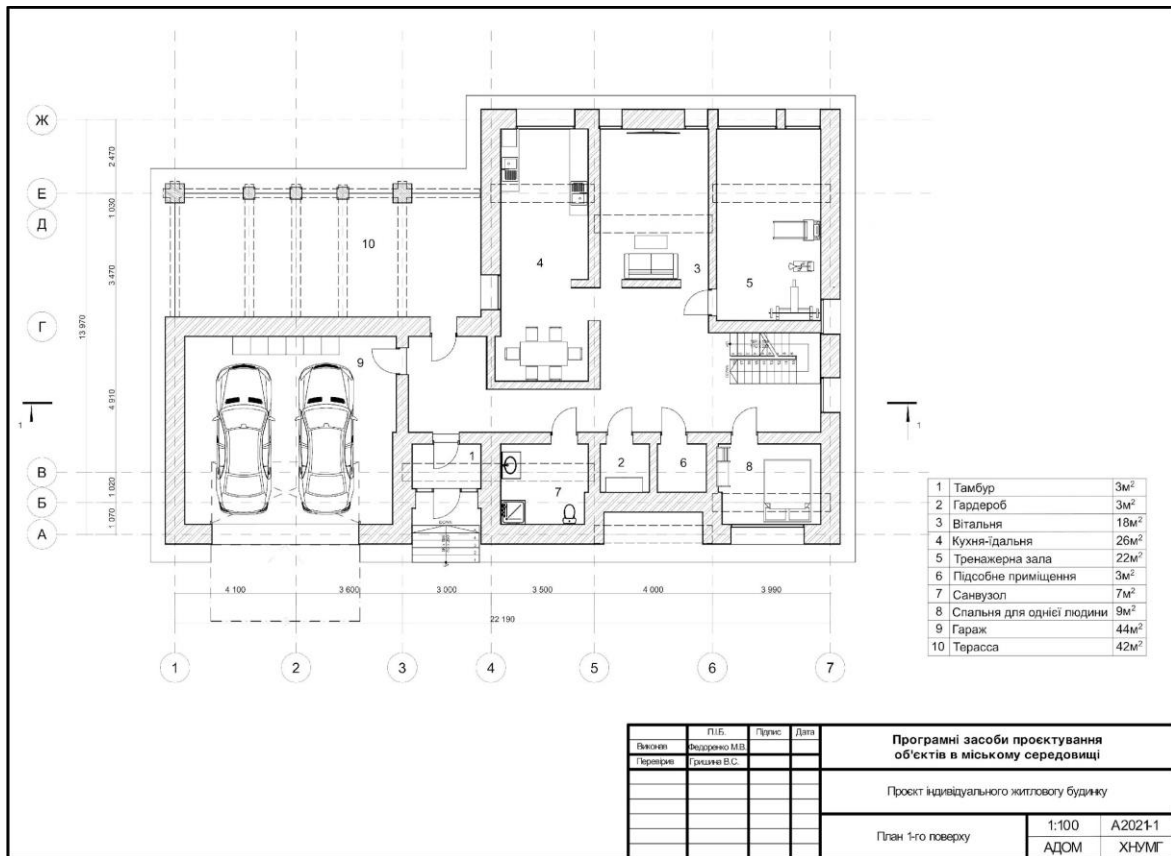 Ж
Е
Д
Г
В
Б
А
2 470
1 030
3 470
4 910
1 020
1 070
13 970
10
4
3
5
9
1
7
2
6
8
1
1
4 100
3 600
3 000
3 500
4 000
3 990
22 190
1
2
3
4
5
6
7
1 Тамбур 3м²
2 Гардероб 3м²
3 Вітальня 18м²
4 Кухня-їдальня 26м²
5 Тренажерна зала 22м²
6 Підсобне приміщення 3м²
7 Санвузол 7м²
8 Спальня для однієї людини 9м²
9 Гараж 44м²
10 Терасса 42м²
П.І.Б. Підпис Дата
Виконав Федоренко М.В.
Перевірив Гришина В.С.
Програмні засоби проєктування
об'єктів в міському середовищі
Проєкт індивідуального житлового будинку
План 1-го поверху
1:100 А2021-1
АДОМ ХНУМГ